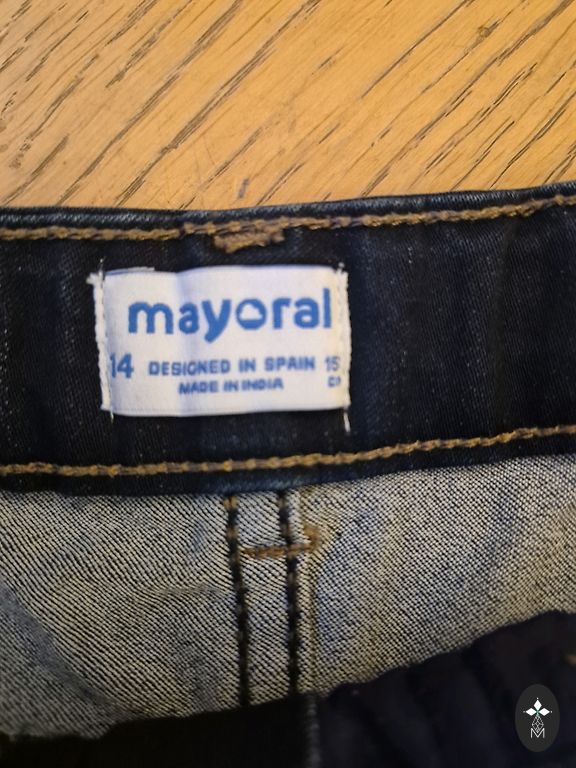 mayoral
14 DESIGNED IN SPAIN 15
MADE IN INDIA